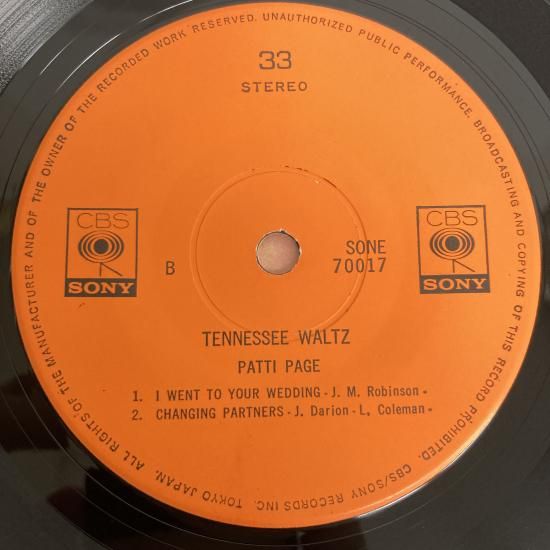 ALL RIGHTS OF THE MANUFACTURER AND OF THE OWNER OF THE RECORDED WORK RESERVED. UNAUTHORIZED PUBLIC PERFORMANCE, BROADCASTING AND COPYING OF THIS RECORD PROHIBITED. CBS/SONY RECORDS INC. TOKYO JAPAN.
33
STEREO
CBS
SONY
CBS
SONY
B
SONE
70017
TENNESSEE WALTZ
PATTI PAGE
1. I WENT TO YOUR WEDDING - J. M. Robinson -
2. CHANGING PARTNERS - J. Darion - L, Coleman -